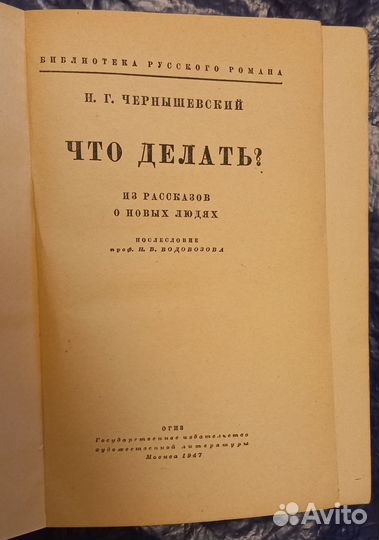 БИБЛИОТЕКА РУССКОГО РОМАНА
Н. Г. ЧЕРНЫШЕВСКИЙ
ЧТО ДЕЛАТЬ?
ИЗ РАССКАЗОВ
О НОВЫХ ЛЮДЯХ
ПОСЛЕСЛОВИЕ
проф. Н. В. ВОДОВОЗОВА
ОГИЗ
Государственное издательство
художественной литературы
Москва 1947
Avito